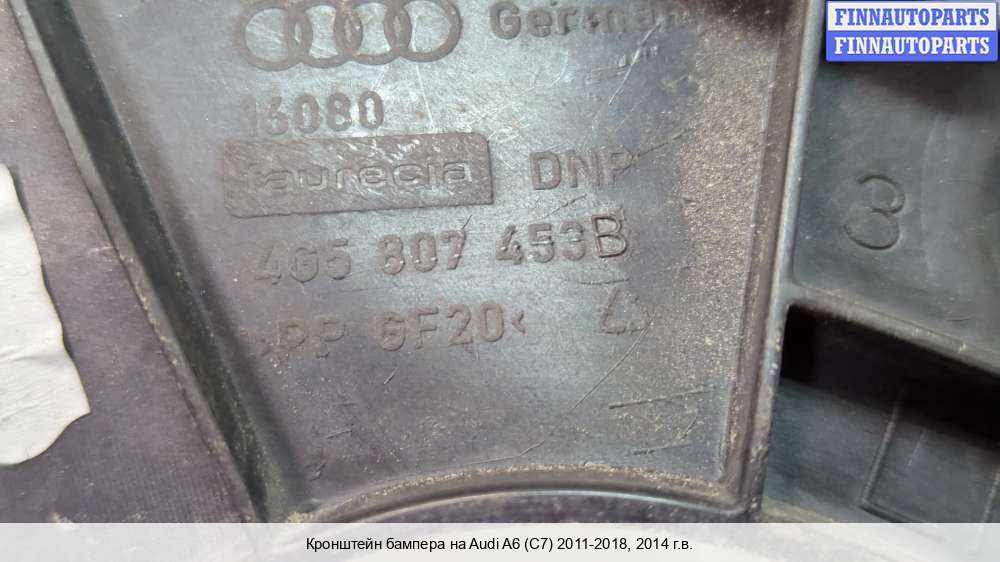 FINNAUTOPARTS
FINNAUTOPARTS
German
16080
faurecia DNP
4G5 807 453B
>PP GF20<
3
Кронштейн бампера на Audi A6 (C7) 2011-2018, 2014 г.в.